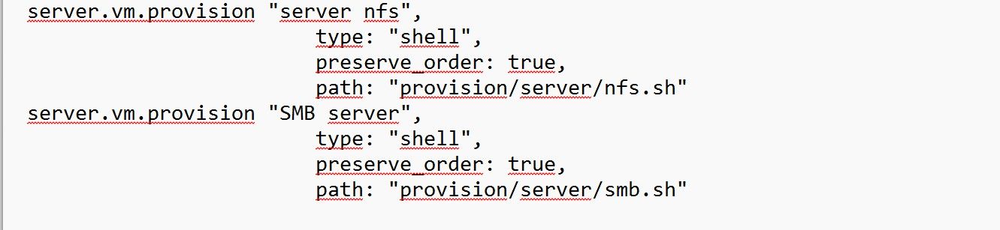 server.vm.provision "server nfs",
type: "shell",
preserve_order: true,
path: "provision/server/nfs.sh"
server.vm.provision "SMB server",
type: "shell",
preserve_order: true,
path: "provision/server/smb.sh"